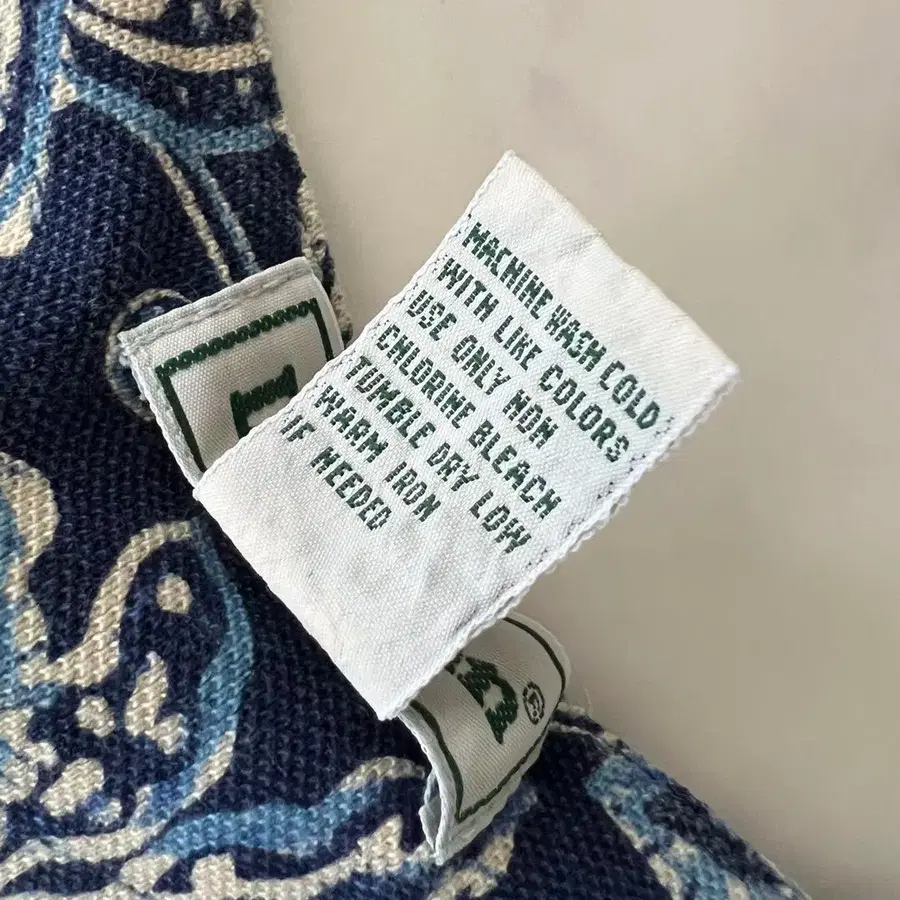 MACHINE WASH COLD
WITH LIKE COLORS
USE ONLY NON
CHLORINE BLEACH
TUMBLE DRY LOW
WARM IRON
IF NEEDED
®